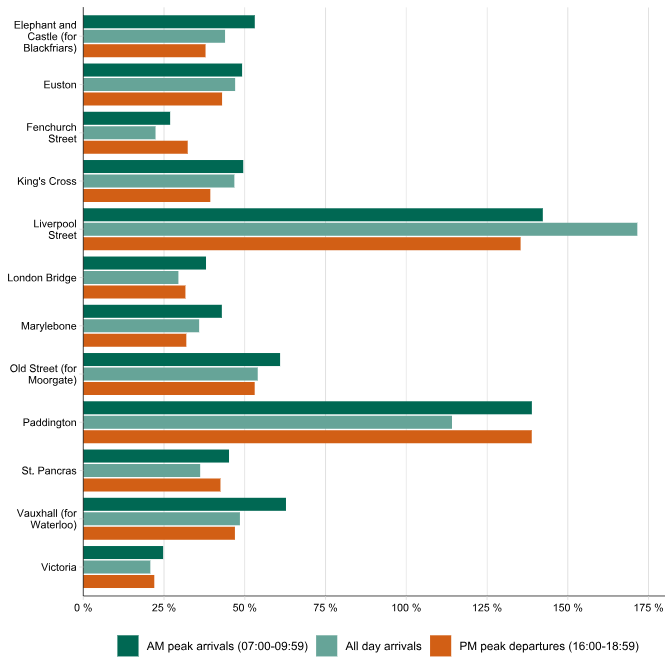 Elephant and
Castle (for
Blackfriars)
Euston
Fenchurch
Street
King's Cross
Liverpool
Street
London Bridge
Marylebone
Old Street (for
Moorgate)
Paddington
St. Pancras
Vauxhall (for
Waterloo)
Victoria
0 % 25 % 50 % 75 % 100 % 125 % 150 % 175 %
AM peak arrivals (07:00-09:59) All day arrivals PM peak departures (16:00-18:59)